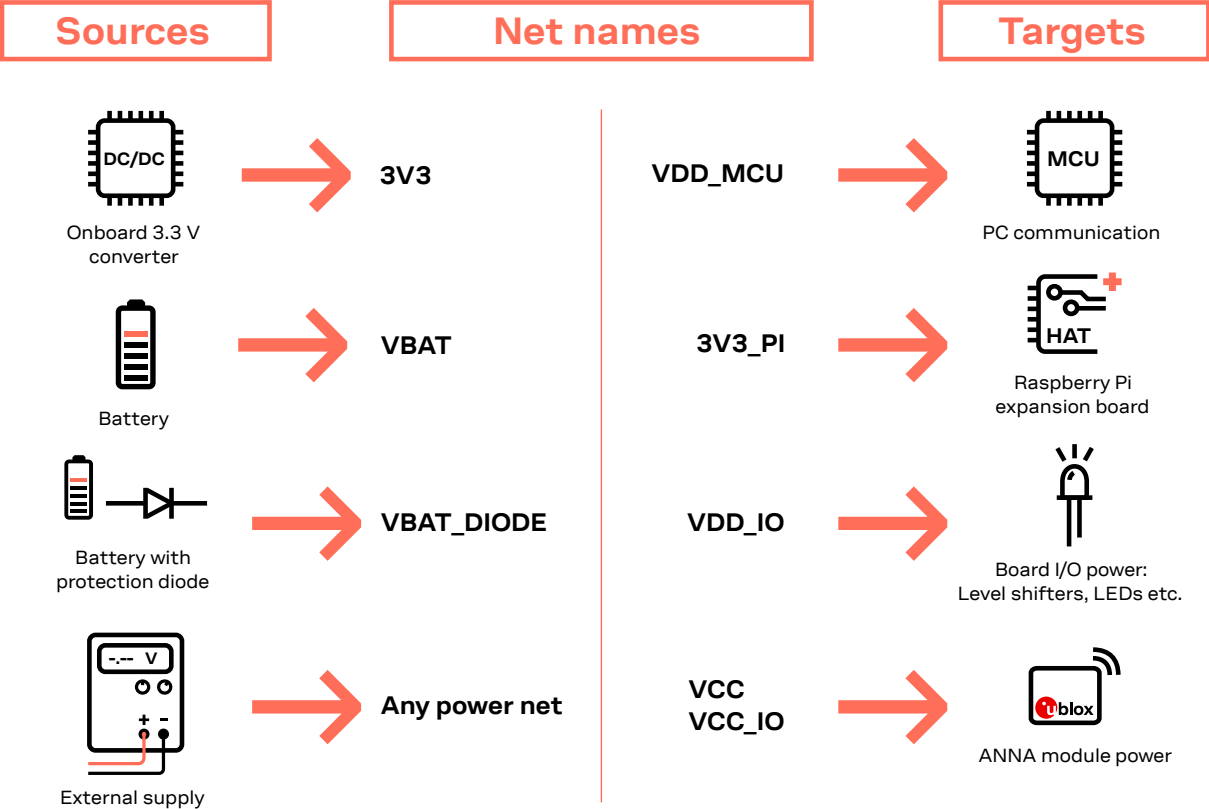 Sources
Net names
Targets
DC/DC
Onboard 3.3 V
converter
3V3
VDD_MCU
MCU
PC communication
Battery
VBAT
3V3_PI
HAT
Raspberry Pi
expansion board
Battery with
protection diode
VBAT_DIODE
VDD_IO
Board I/O power:
Level shifters, LEDs etc.
-.-- V
+ -
External supply
Any power net
VCC
VCC_IO
ublox
ANNA module power